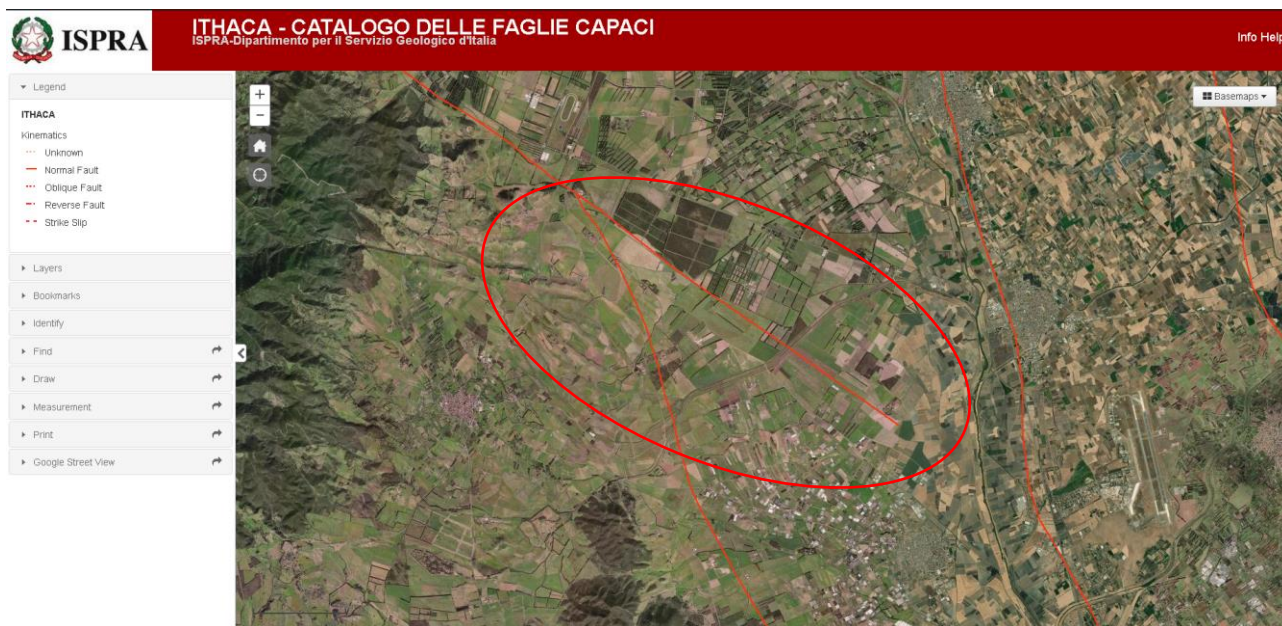 ISPRA
ITHACA - CATALOGO DELLE FAGLIE CAPACI
ISPRA-Dipartimento per il Servizio Geologico d'Italia
Info Help
Legend
ITHACA
Kinematics
Unknown
Normal Fault
Oblique Fault
Reverse Fault
Strike Slip
Layers
Bookmarks
Identify
Find
Draw
Measurement
Print
Google Street View
+
-
Basemaps